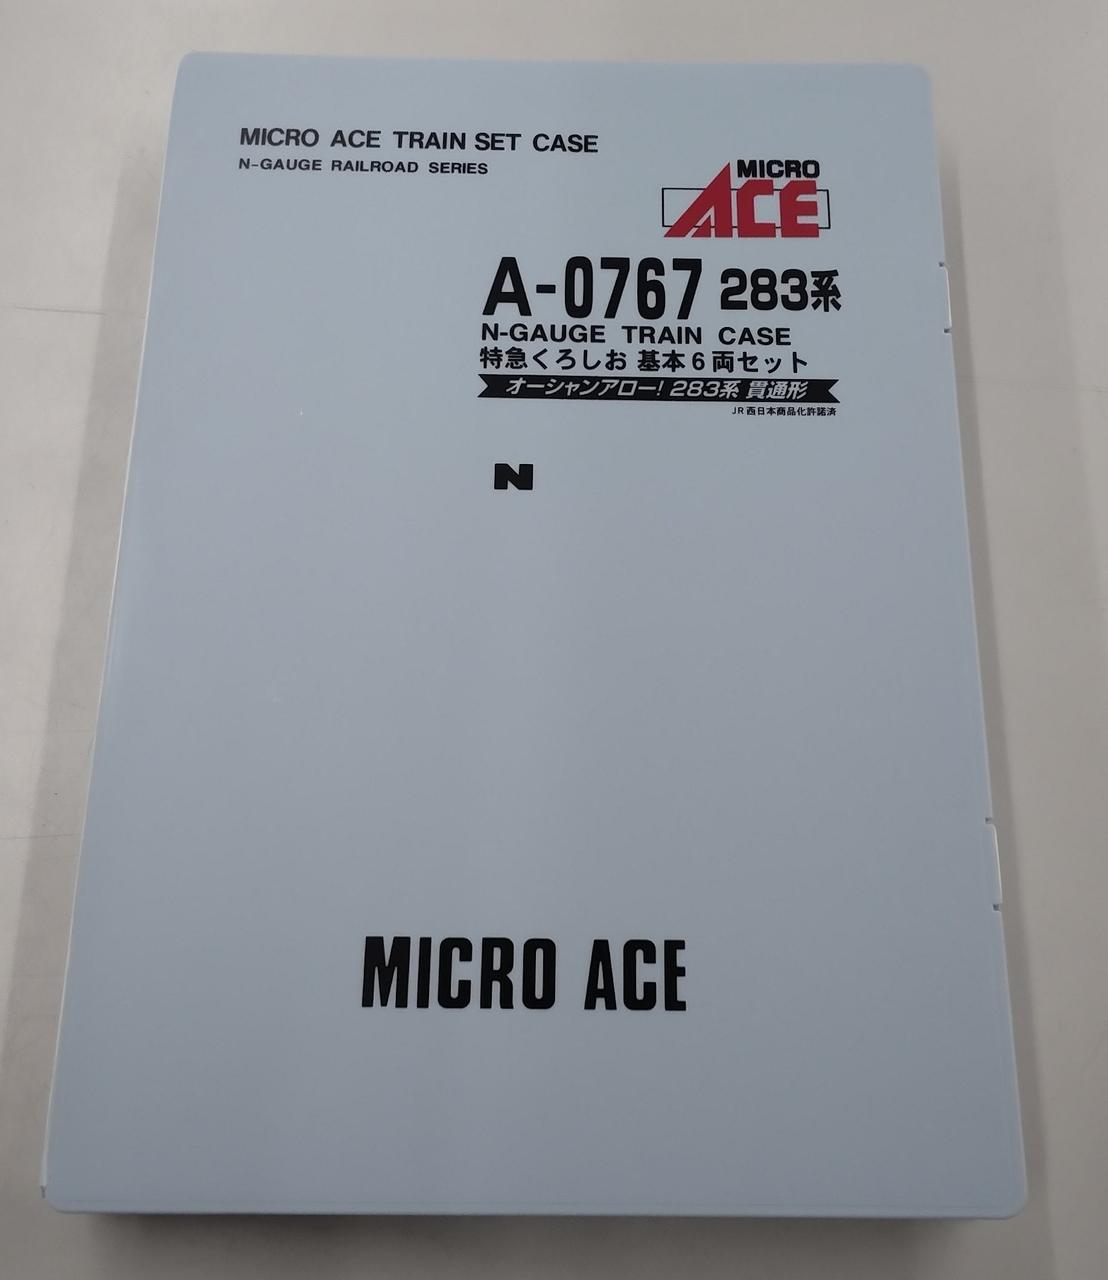 MICRO ACE TRAIN SET CASE
N-GAUGE RAILROAD SERIES
MICRO
ACE
A-0767 283系
N-GAUGE TRAIN CASE
特急くろしお 基本6両セット
オーシャンアロー! 283系 貫通形
JR西日本商品化許諾済
N
MICRO ACE